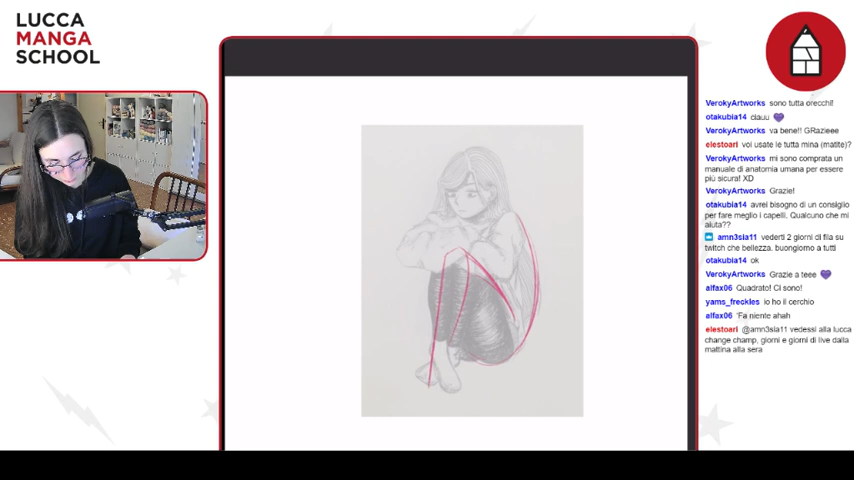 LUCCA
MANGA
SCHOOL
VerokyArtworks sono tutta orecchi!
otakubia14 ciauu
VerokyArtworks va bene!! GRazieee
elestoari voi usate le tutta mina (matite)?
VerokyArtworks mi sono comprata un
manuale di anatomia umana per essere
più sicura! XD
VerokyArtworks Grazie!
otakubia14 avrei bisogno di un consiglio
per fare meglio i capelli. Qualcuno che mi
aiuta??
amn3sia11 vederti 2 giorni di fila su
twitch che bellezza. buongiorno a tutti
otakubia14 ok
VerokyArtworks Grazie a teee
alfax06 Quadrato! Ci sono!
yams_freckles io ho il cerchio
alfax06 'Fa niente ahah
elestoari @amn3sia11 vedessi alla lucca
change champ, giorni e giorni di live dalla
mattina alla sera